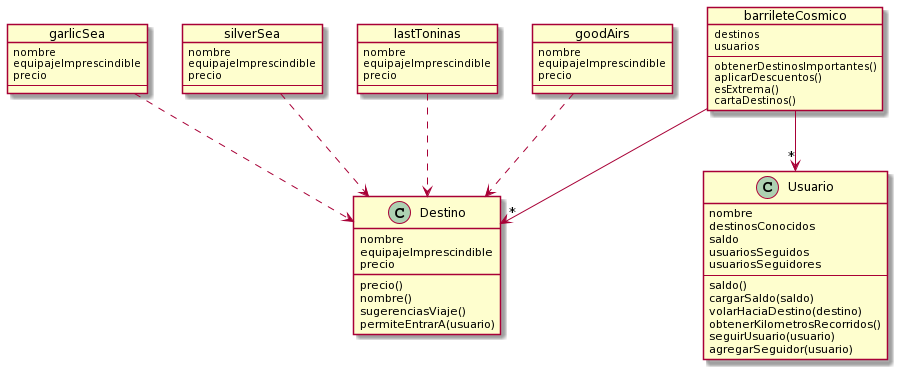 garlicSea
nombre
equipajeImprescindible
precio
silverSea
nombre
equipajeImprescindible
precio
lastToninas
nombre
equipajeImprescindible
precio
goodAirs
nombre
equipajeImprescindible
precio
barrileteCosmico
destinos
usuarios
obtenerDestinosImportantes()
aplicarDescuentos()
esExtrema()
cartaDestinos()
*
*
C Destino
nombre
equipajeImprescindible
precio
precio()
nombre()
sugerenciasViaje()
permiteEntrarA(usuario)
C Usuario
nombre
destinosConocidos
saldo
usuariosSeguidos
usuariosSeguidores
saldo()
cargarSaldo(saldo)
volarHaciaDestino(destino)
obtenerKilometrosRecorridos()
seguirUsuario(usuario)
agregarSeguidor(usuario)